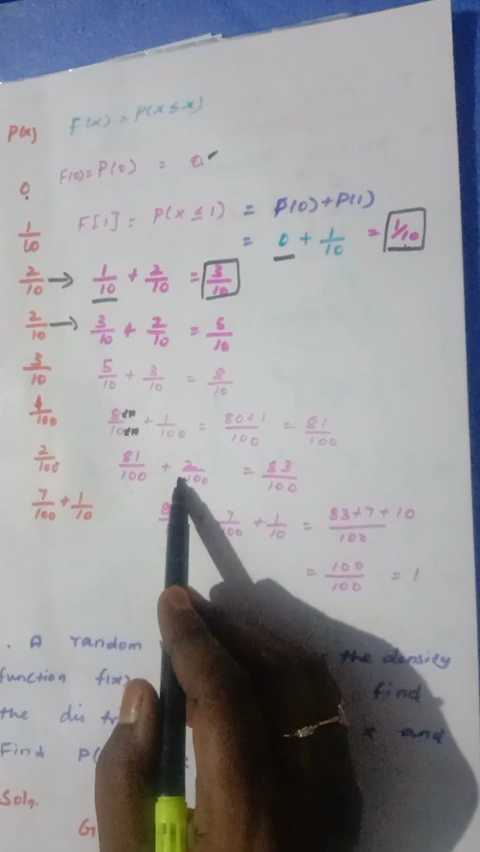 P(x) F(x) = P(X ≤ x)
0 F(0) = P(0) = 0
1/10 F[1] = P(X ≤ 1) = P(0) + P(1)
= 0 + 1/10 = 1/10
2/10 → 1/10 + 2/10 = 3/10
2/10 → 3/10 + 2/10 = 5/10
3/10 5/10 + 3/10 = 8/10
1/100 8/10 + 1/100 = 80+1/100 = 81/100
2/100 81/100 + 2/100 = 83/100
7/100 + 1/10 7/100 + 1/10 = 83+7+10/100
= 100/100 = 1
. A random the density
function f(x) find
the dis x and
Find P(
Soln.